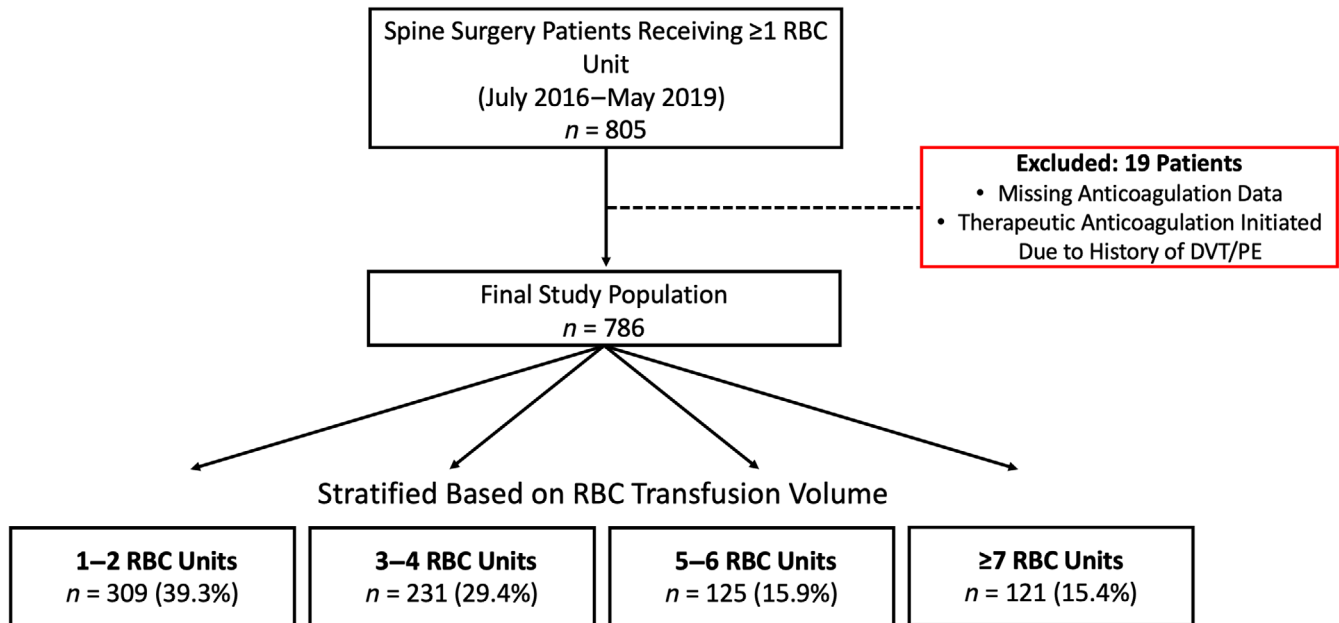 Spine Surgery Patients Receiving ≥1 RBC
Unit
(July 2016–May 2019)
n = 805
Excluded: 19 Patients
• Missing Anticoagulation Data
• Therapeutic Anticoagulation Initiated
Due to History of DVT/PE
Final Study Population
n = 786
Stratified Based on RBC Transfusion Volume
1–2 RBC Units
n = 309 (39.3%)
3–4 RBC Units
n = 231 (29.4%)
5–6 RBC Units
n = 125 (15.9%)
≥7 RBC Units
n = 121 (15.4%)